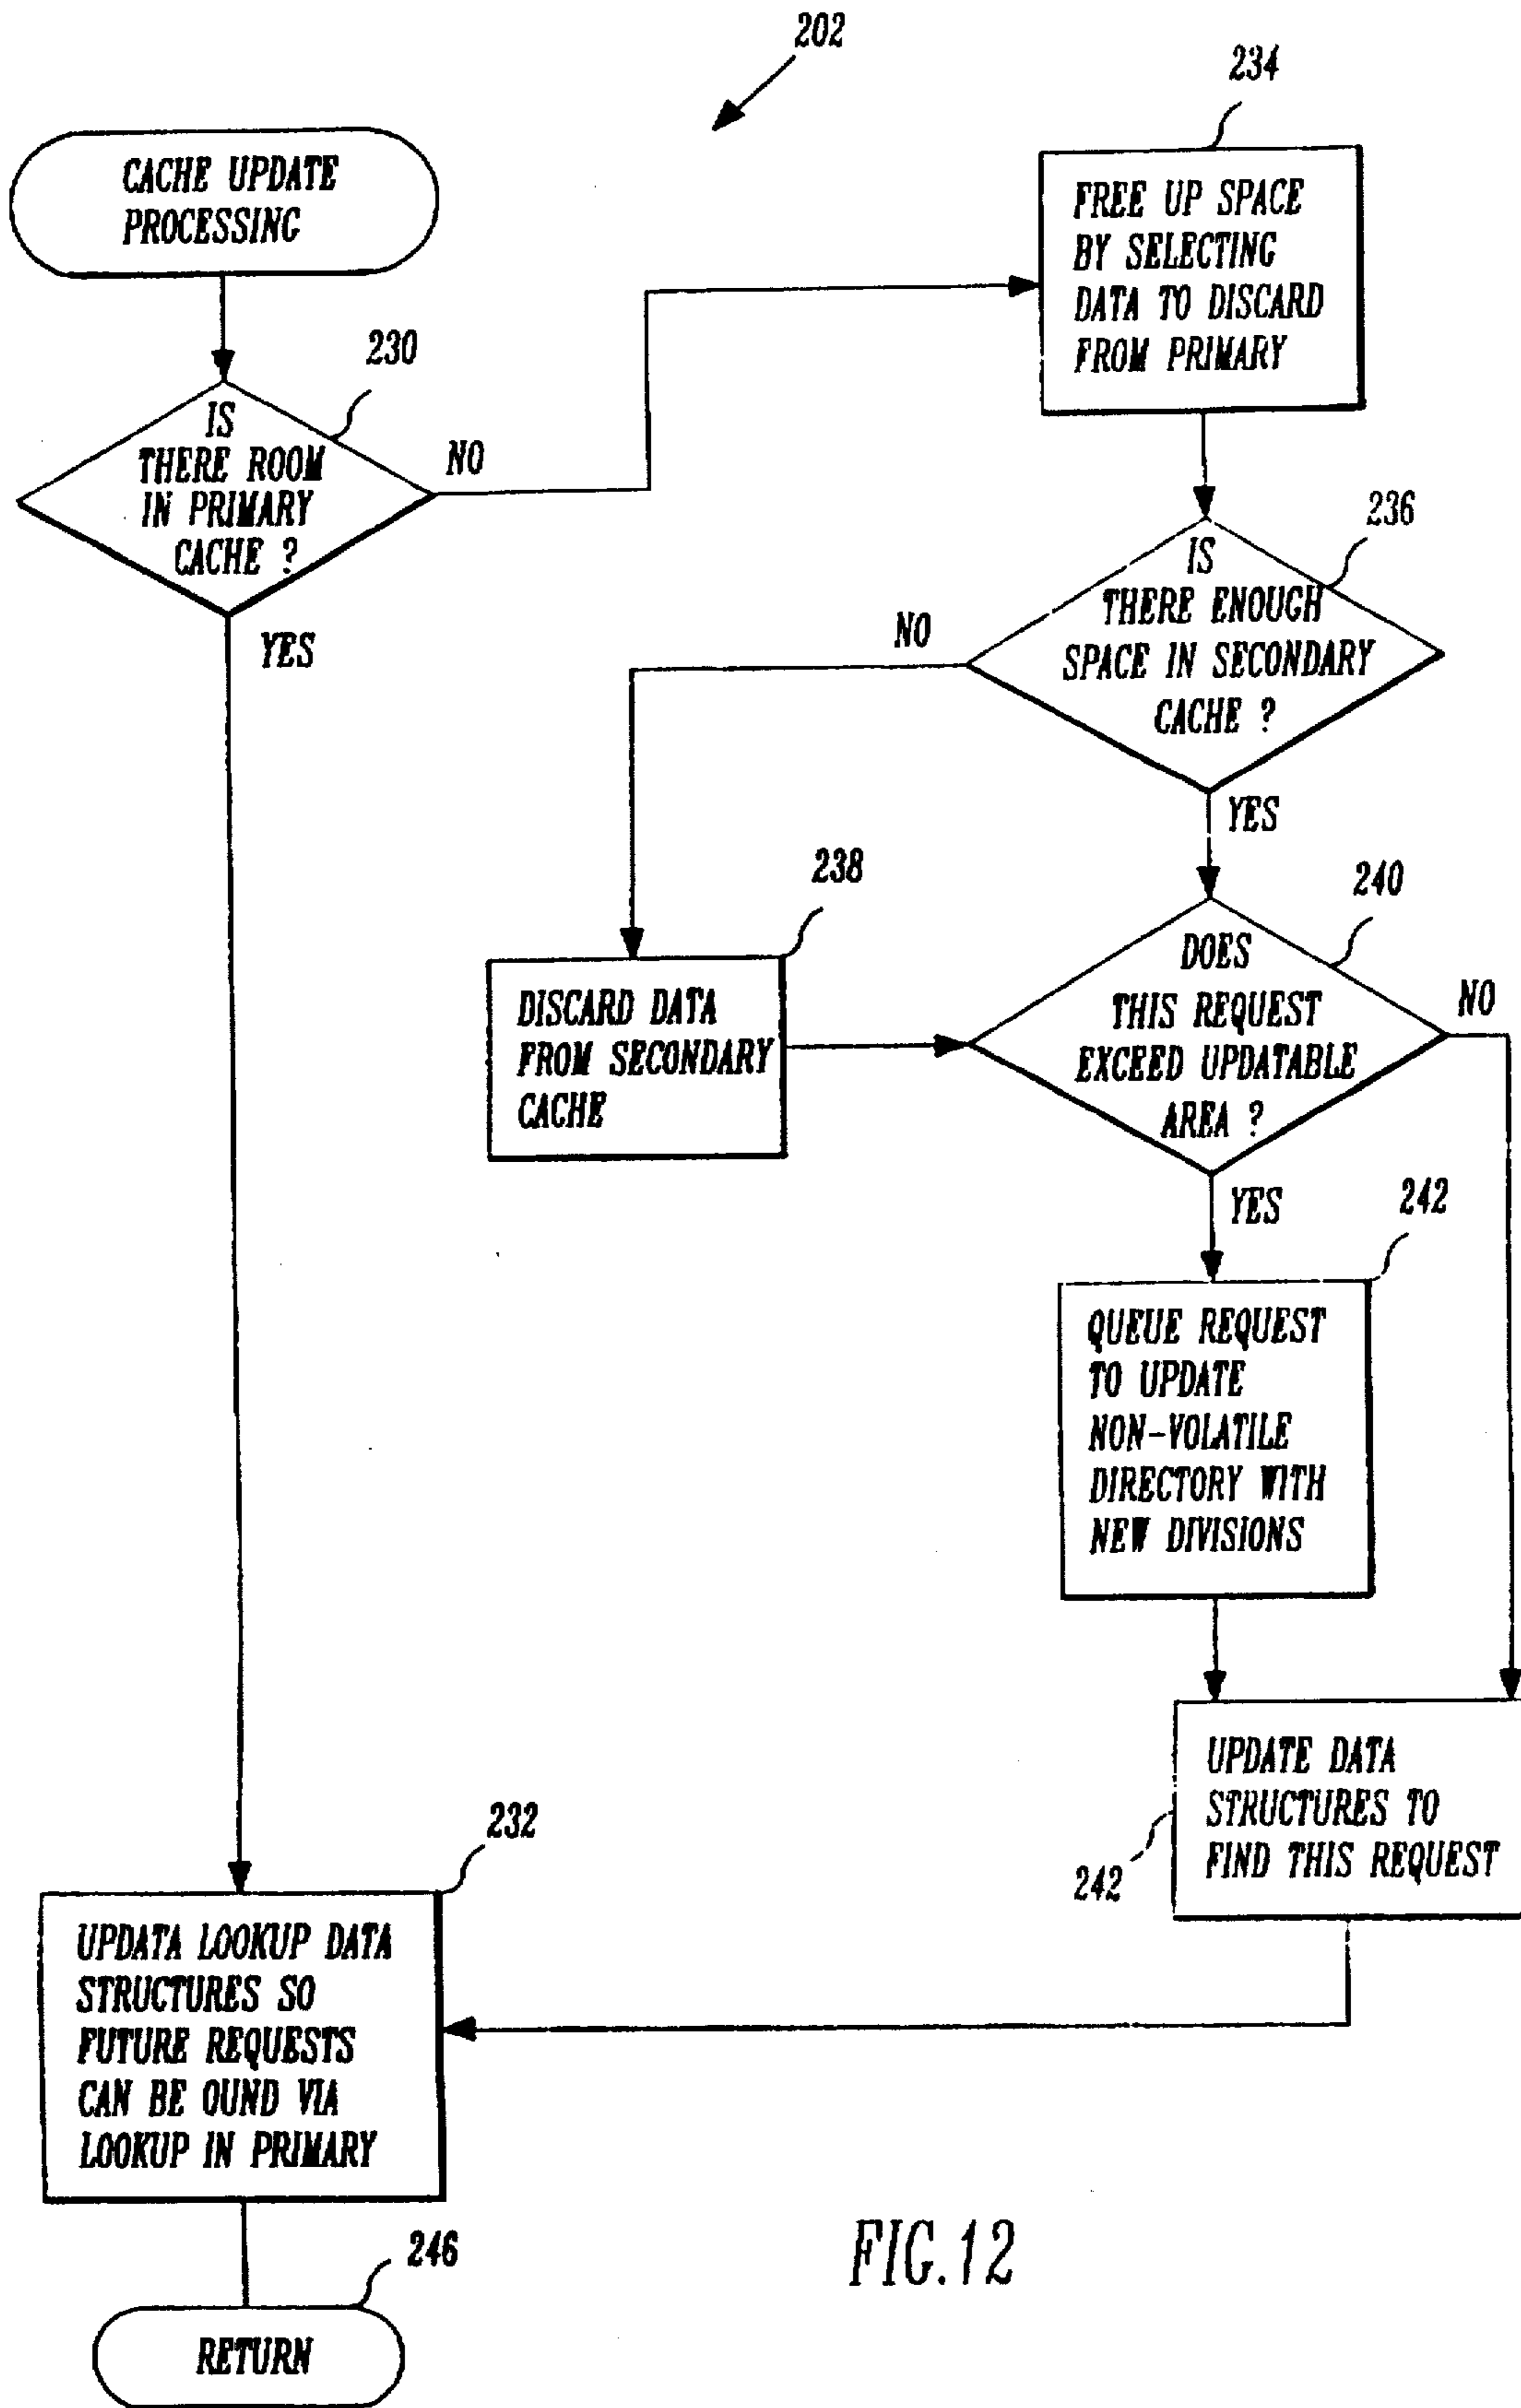 202
CACHE UPDATE
PROCESSING
230
IS
THERE ROOM
IN PRIMARY
CACHE ?
NO
YES
234
FREE UP SPACE
BY SELECTING
DATA TO DISCARD
FROM PRIMARY
236
IS
THERE ENOUGH
SPACE IN SECONDARY
CACHE ?
NO
YES
238
DISCARD DATA
FROM SECONDARY
CACHE
240
DOES
THIS REQUEST
EXCEED UPDATABLE
AREA ?
NO
YES
242
QUEUE REQUEST
TO UPDATE
NON-VOLATILE
DIRECTORY WITH
NEW DIVISIONS
UPDATE DATA
STRUCTURES TO
FIND THIS REQUEST
242
232
UPDATA LOOKUP DATA
STRUCTURES SO
FUTURE REQUESTS
CAN BE OUND VIA
LOOKUP IN PRIMARY
246
RETURN
FIG.12